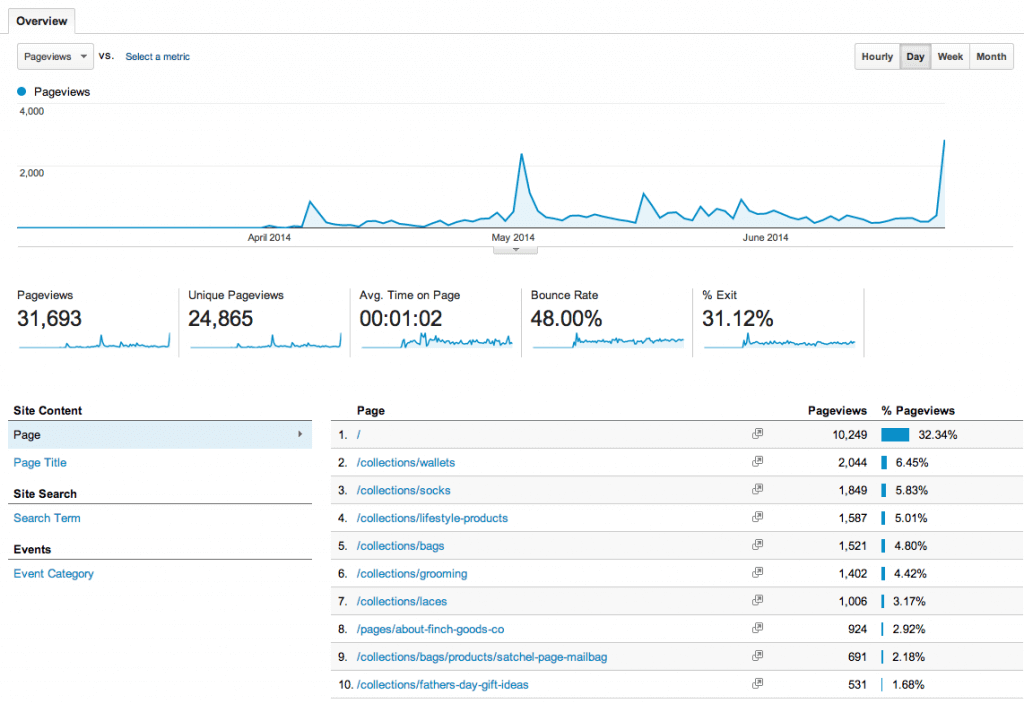 Overview
Pageviews VS. Select a metric
Hourly Day Week Month
Pageviews
4,000
2,000
April 2014 May 2014 June 2014
Pageviews Unique Pageviews Avg. Time on Page Bounce Rate % Exit
31,693 24,865 00:01:02 48.00% 31.12%
Site Content
Page
Page Title
Site Search
Search Term
Events
Event Category
Page Pageviews % Pageviews
1. / 10,249 32.34%
2. /collections/wallets 2,044 6.45%
3. /collections/socks 1,849 5.83%
4. /collections/lifestyle-products 1,587 5.01%
5. /collections/bags 1,521 4.80%
6. /collections/grooming 1,402 4.42%
7. /collections/laces 1,006 3.17%
8. /pages/about-finch-goods-co 924 2.92%
9. /collections/bags/products/satchel-page-mailbag 691 2.18%
10. /collections/fathers-day-gift-ideas 531 1.68%